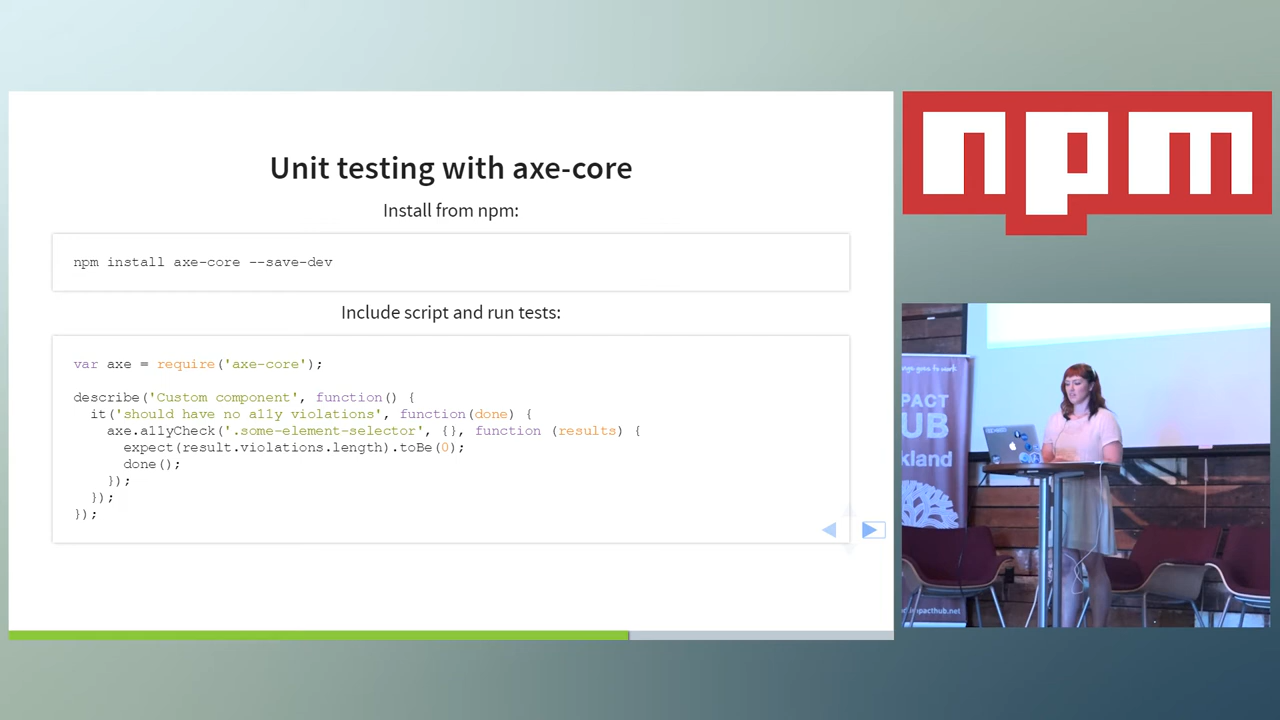 Unit testing with axe-core
Install from npm:
npm install axe-core --save-dev
Include script and run tests:
var axe = require('axe-core');
describe('Custom component', function() {
it('should have no a11y violations', function(done) {
axe.a11yCheck('.some-element-selector', {}, function (results) {
expect(result.violations.length).toBe(0);
done();
});
});
});
npm